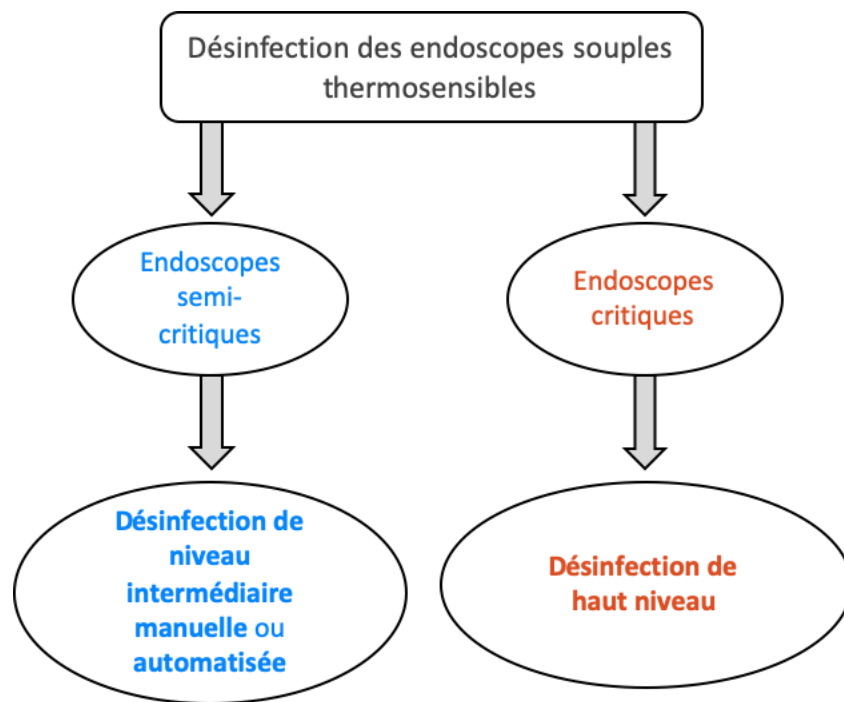 Désinfection des endoscopes souples
thermosensibles
Endoscopes
semi-
critiques
Endoscopes
critiques
Désinfection de
niveau
intermédiaire
manuelle ou
automatisée
Désinfection de
haut niveau